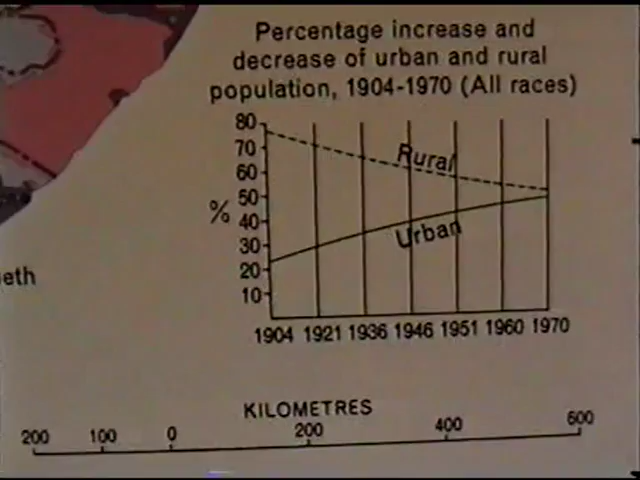 Percentage increase and
decrease of urban and rural
population, 1904-1970 (All races)
80
70
60
50
40
30
20
10
%
Rural
Urban
1904 1921 1936 1946 1951 1960 1970
eth
KILOMETRES
200 100 0 200 400 600